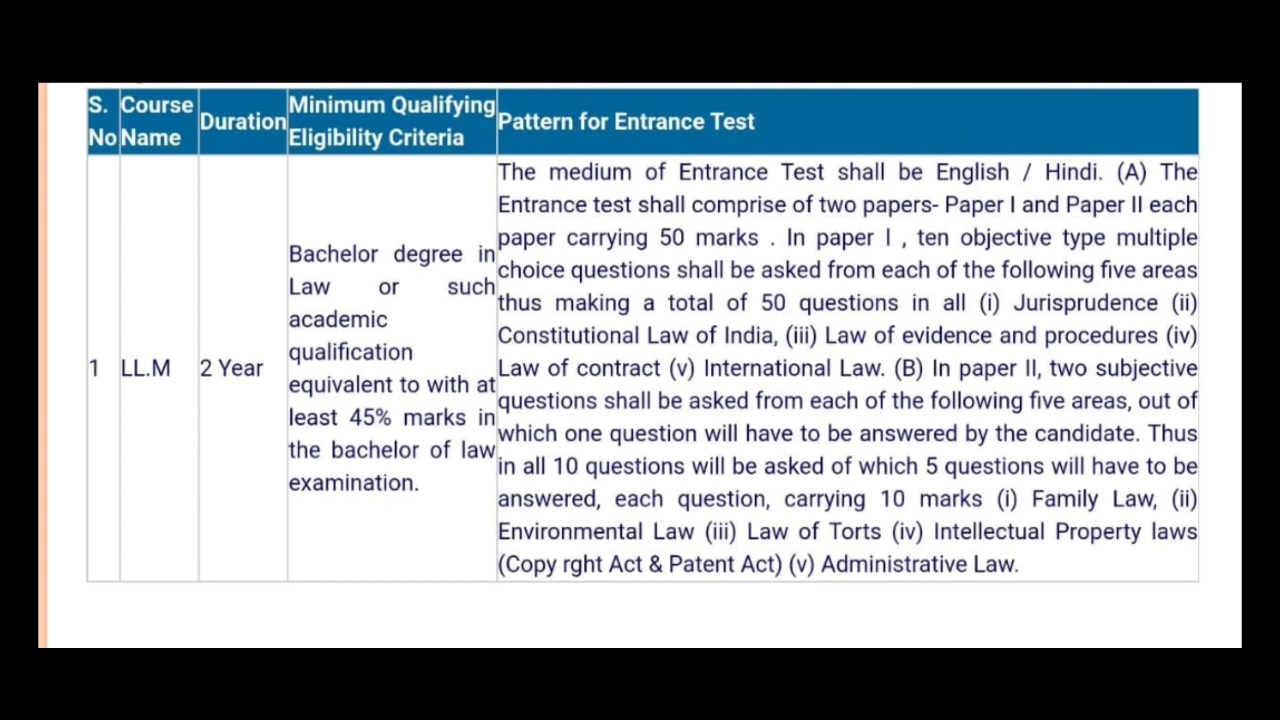 S. No
Course Name
Duration
Minimum Qualifying Eligibility Criteria
Pattern for Entrance Test
1
LL.M
2 Year
Bachelor degree in
Law or such
academic
qualification
equivalent to with at
least 45% marks in
the bachelor of law
examination.
The medium of Entrance Test shall be English / Hindi. (A) The
Entrance test shall comprise of two papers- Paper I and Paper II each
paper carrying 50 marks . In paper I , ten objective type multiple
choice questions shall be asked from each of the following five areas
thus making a total of 50 questions in all (i) Jurisprudence (ii)
Constitutional Law of India, (iii) Law of evidence and procedures (iv)
Law of contract (v) International Law. (B) In paper II, two subjective
questions shall be asked from each of the following five areas, out of
which one question will have to be answered by the candidate. Thus
in all 10 questions will be asked of which 5 questions will have to be
answered, each question, carrying 10 marks (i) Family Law, (ii)
Environmental Law (iii) Law of Torts (iv) Intellectual Property laws
(Copy rght Act & Patent Act) (v) Administrative Law.